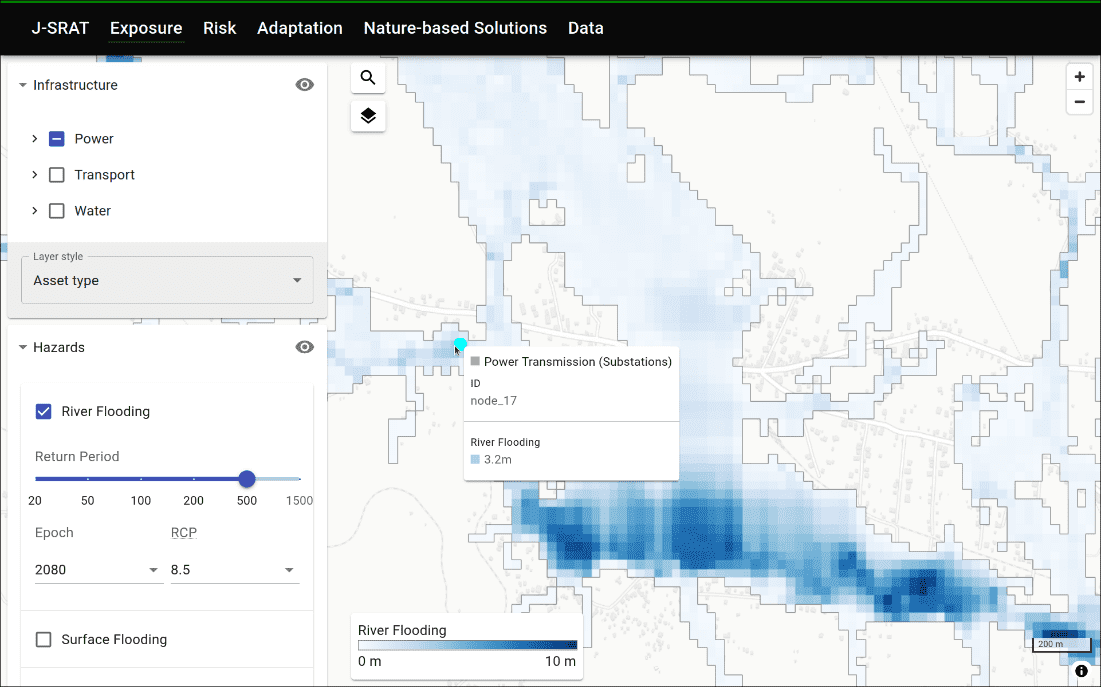 J-SRAT Exposure Risk Adaptation Nature-based Solutions Data
Infrastructure
Power
Transport
Water
Layer style
Asset type
Hazards
River Flooding
Return Period
20 50 100 200 500 1500
Epoch RCP
2080 8.5
Surface Flooding
Power Transmission (Substations)
ID
node_17
River Flooding
3.2m
River Flooding
0 m 10 m
200 m